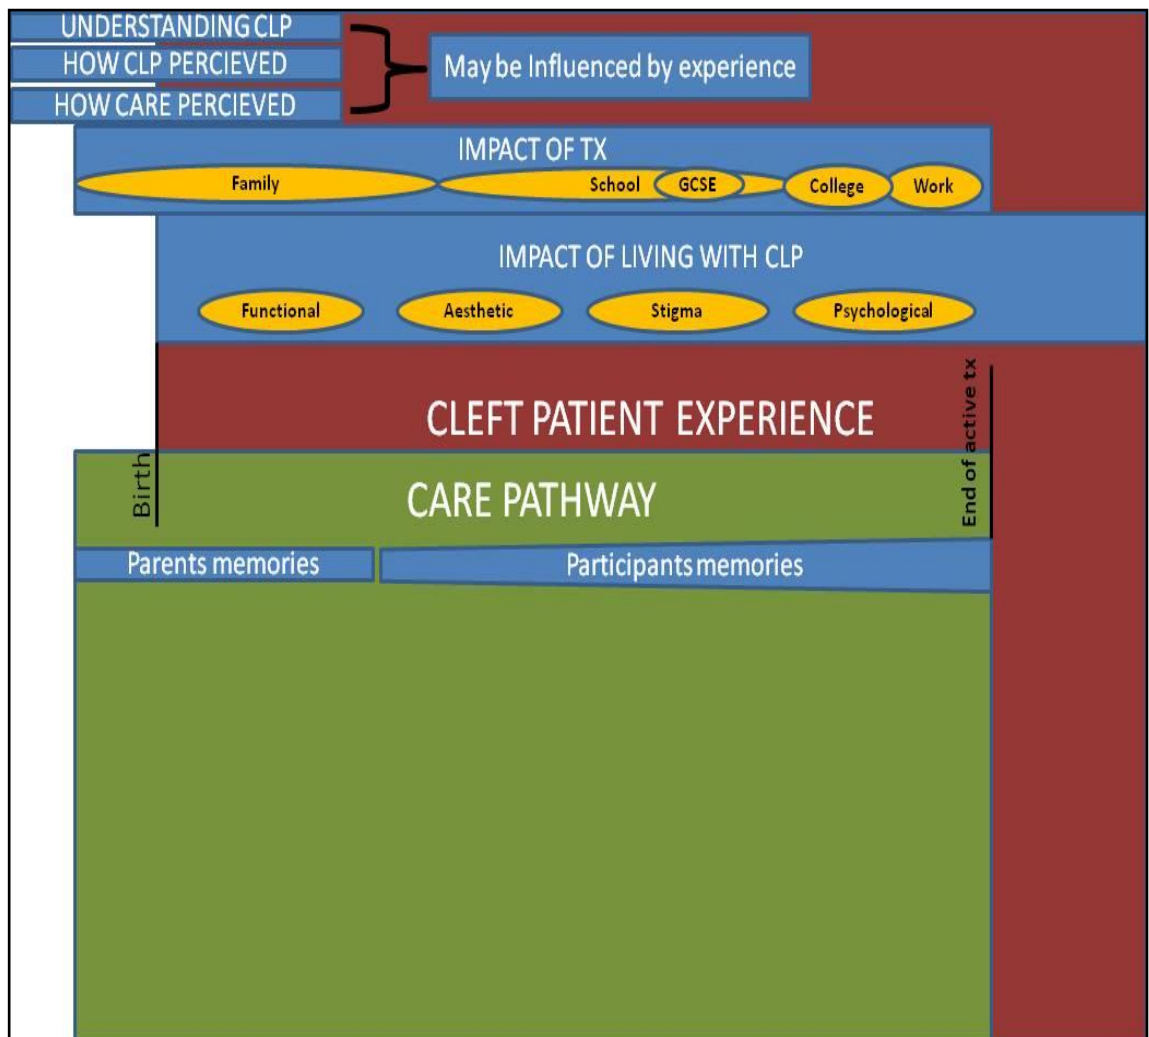 UNDERSTANDING CLP
HOW CLP PERCIEVED
HOW CARE PERCIEVED
May be Influenced by experience
IMPACT OF TX
Family
School
GCSE
College
Work
IMPACT OF LIVING WITH CLP
Functional
Aesthetic
Stigma
Psychological
CLEFT PATIENT EXPERIENCE
Birth
End of active tx
CARE PATHWAY
Parents memories
Participants memories